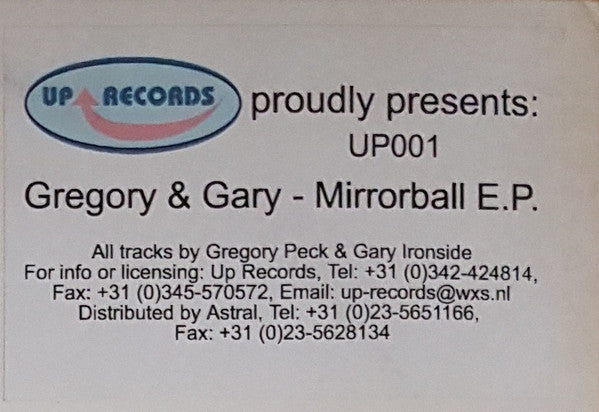 UP RECORDS proudly presents:
UP001
Gregory & Gary - Mirrorball E.P.
All tracks by Gregory Peck & Gary Ironside
For info or licensing: Up Records, Tel: +31 (0)342-424814,
Fax: +31 (0)345-570572, Email: up-records@wxs.nl
Distributed by Astral, Tel: +31 (0)23-5651166,
Fax: +31 (0)23-5628134